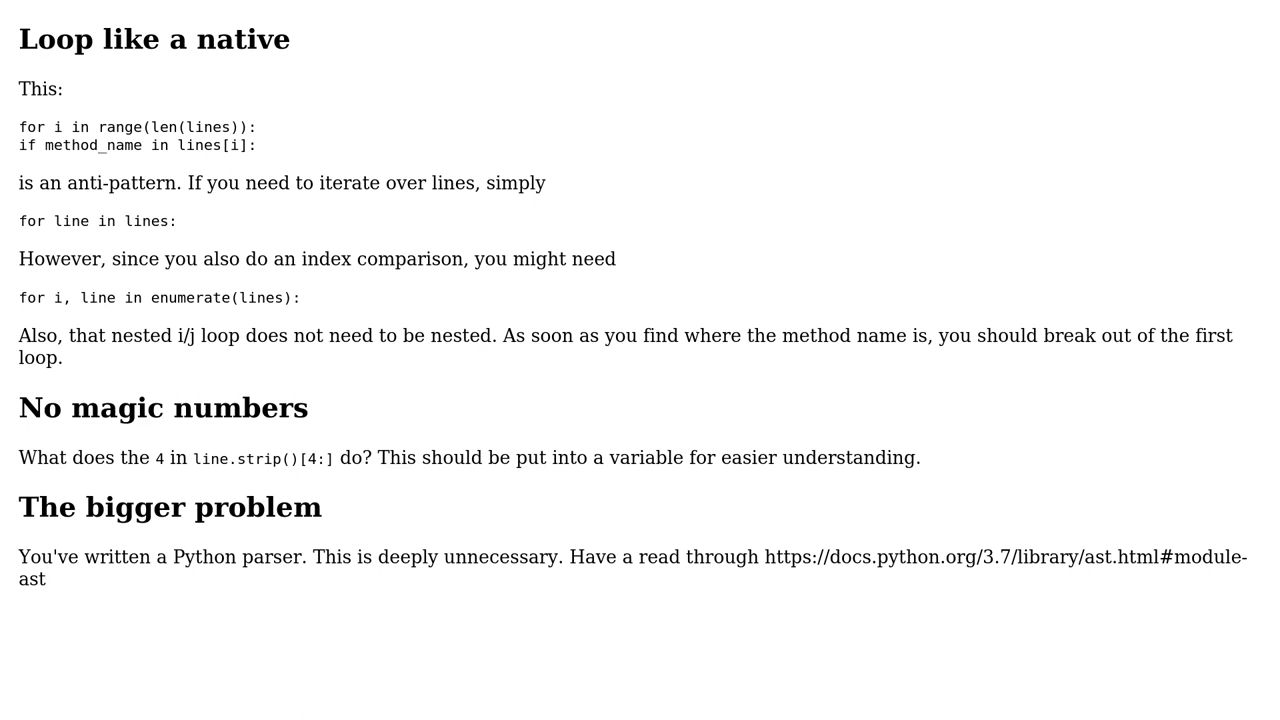 Loop like a native
This:
for i in range(len(lines)):
if method_name in lines[i]:
is an anti-pattern. If you need to iterate over lines, simply
for line in lines:
However, since you also do an index comparison, you might need
for i, line in enumerate(lines):
Also, that nested i/j loop does not need to be nested. As soon as you find where the method name is, you should break out of the first
loop.
No magic numbers
What does the 4 in line.strip()[4:] do? This should be put into a variable for easier understanding.
The bigger problem
You've written a Python parser. This is deeply unnecessary. Have a read through https://docs.python.org/3.7/library/ast.html#module-
ast